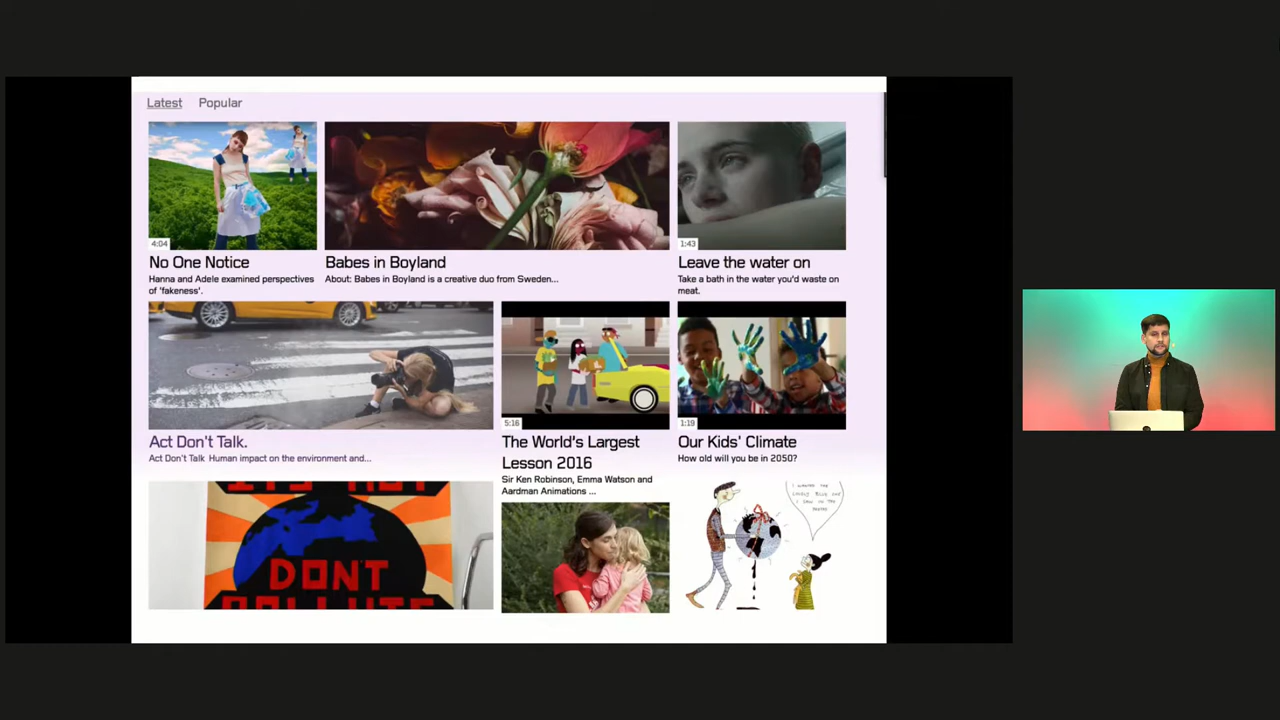 Latest Popular
4:04
No One Notice
Hanna and Adele examined perspectives
of 'fakeness'.
Babes in Boyland
About: Babes in Boyland is a creative duo from Sweden...
1:43
Leave the water on
Take a bath in the water you'd waste on
meat.
Act Don't Talk.
Act Don't Talk Human impact on the environment and...
5:16
The World's Largest
Lesson 2016
Sir Ken Robinson, Emma Watson and
Aardman Animations ...
1:19
Our Kids' Climate
How old will you be in 2050?
DON'T
I WANTED THE